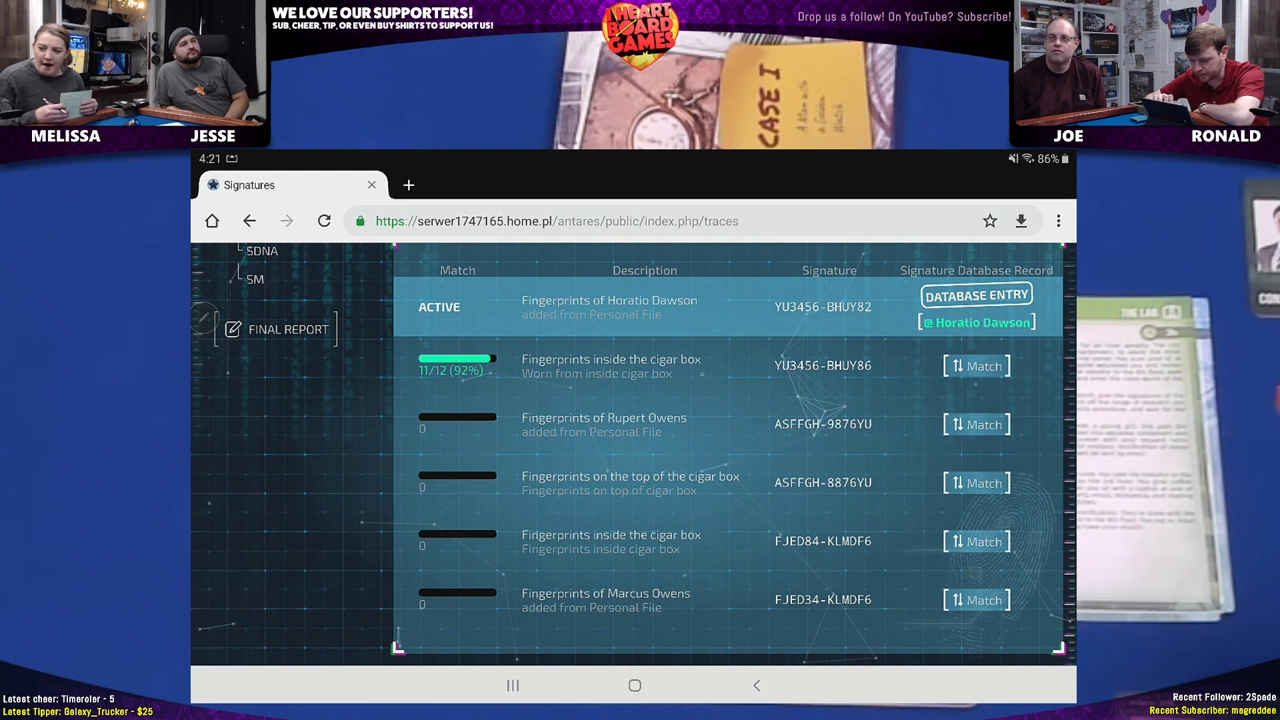 WE LOVE OUR SUPPORTERS!
SUB, CHEER, TIP, OR EVEN BUY SHIRTS TO SUPPORT US!
I HEART
BOARD
GAMES
Drop us a follow! On YouTube? Subscribe!
CASE I
MELISSA
JESSE
JOE
RONALD
4:21
86%
Signatures
https://serwer1747165.home.pl/antares/public/index.php/traces
SDNA
SM
FINAL REPORT
Match Description Signature Signature Database Record
ACTIVE
Fingerprints of Horatio Dawson
added from Personal File
YU3456-BHUY82
DATABASE ENTRY
[@ Horatio Dawson]
11/12 (92%)
Fingerprints inside the cigar box
Worn from inside cigar box
YU3456-BHUY86
Match
0
Fingerprints of Rupert Owens
added from Personal File
ASFFGH-9876YU
Match
0
Fingerprints on the top of the cigar box
Fingerprints on top of cigar box
ASFFGH-8876YU
Match
0
Fingerprints inside the cigar box
Fingerprints inside cigar box
FJED84-KLMDF6
Match
0
Fingerprints of Marcus Owens
added from Personal File
FJED34-KLMDF6
Match
THE LAB
Latest cheer: Timeroler - 5
Latest Tipper: Galaxy_Trucker - $25
Recent Follower: 2Spade
Recent Subscriber: magreddee